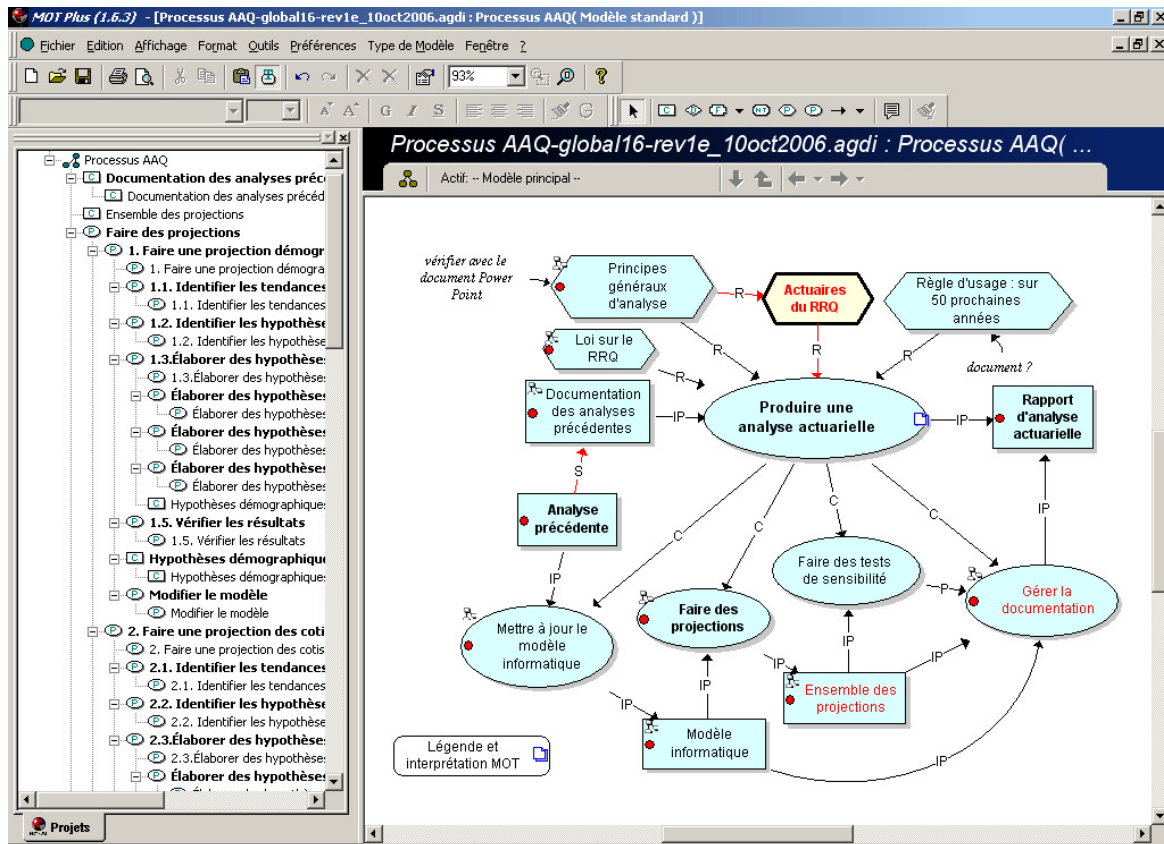 MOT Plus (1.6.3) - [Processus AAQ-global16-rev1e_10oct2006.agdi : Processus AAQ( Modèle standard )]
Fichier Edition Affichage Format Outils Préférences Type de Modèle Fenêtre ?
93%
G I S
Processus AAQ
Documentation des analyses préc
Documentation des analyses précéd
Ensemble des projections
Faire des projections
1. Faire une projection démogr
1. Faire une projection démogra
1.1. Identifier les tendances
1.1. Identifier les tendances
1.2. Identifier les hypothèse
1.2. Identifier les hypothèse
1.3.Élaborer des hypothèse
1.3.Élaborer des hypothèse
Élaborer des hypothèse
Élaborer des hypothèse
Élaborer des hypothèse
Élaborer des hypothèse
Élaborer des hypothèse
Élaborer des hypothèse
Hypothèses démographiques
1.5. Vérifier les résultats
1.5. Vérifier les résultats
Hypothèses démographique
Hypothèses démographique
Modifier le modèle
Modifier le modèle
2. Faire une projection des coti
2. Faire une projection des cotis
2.1. Identifier les tendances
2.1. Identifier les tendances
2.2. Identifier les hypothèse
2.2. Identifier les hypothèse
2.3.Élaborer des hypothèse
2.3.Élaborer des hypothèse
Élaborer des hypothèse
Projets
Processus AAQ-global16-rev1e_10oct2006.agdi : Processus AAQ( ...
Actif: -- Modèle principal --
vérifier avec le
document Power
Point
Principes
généraux
d'analyse
R
Actuaires
du RRQ
Règle d'usage : sur
50 prochaines
années
Loi sur le
RRQ
R
R
R
R
document ?
Documentation
des analyses
précédentes
IP
Produire une
analyse actuarielle
IP
Rapport
d'analyse
actuarielle
S
Analyse
précédente
C
C
C
C
IP
IP
Faire des tests
de sensibilité
IP
Gérer la
documentation
Mettre à jour le
modèle
informatique
Faire des
projections
IP
IP
IP
IP
Ensemble des
projections
IP
Modèle
informatique
IP
Légende et
interprétation MOT